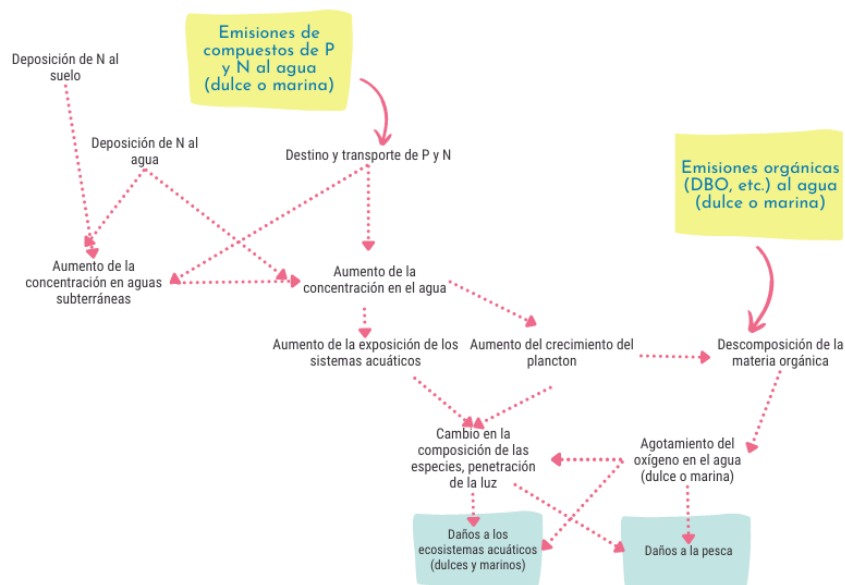 Emisiones de
compuestos de P
y N al agua
(dulce o marina)
Deposición de N al
suelo
Deposición de N al
agua
Destino y transporte de P y N
Emisiones orgánicas
(DBO, etc.) al agua
(dulce o marina)
Aumento de la
concentración en aguas
subterráneas
Aumento de la
concentración en el agua
Aumento de la exposición de los
sistemas acuáticos
Aumento del crecimiento del
plancton
Descomposición de la
materia orgánica
Cambio en la
composición de las
especies, penetración
de la luz
Agotamiento del
oxígeno en el agua
(dulce o marina)
Daños a los
ecosistemas acuáticos
(dulces y marinos)
Daños a la pesca